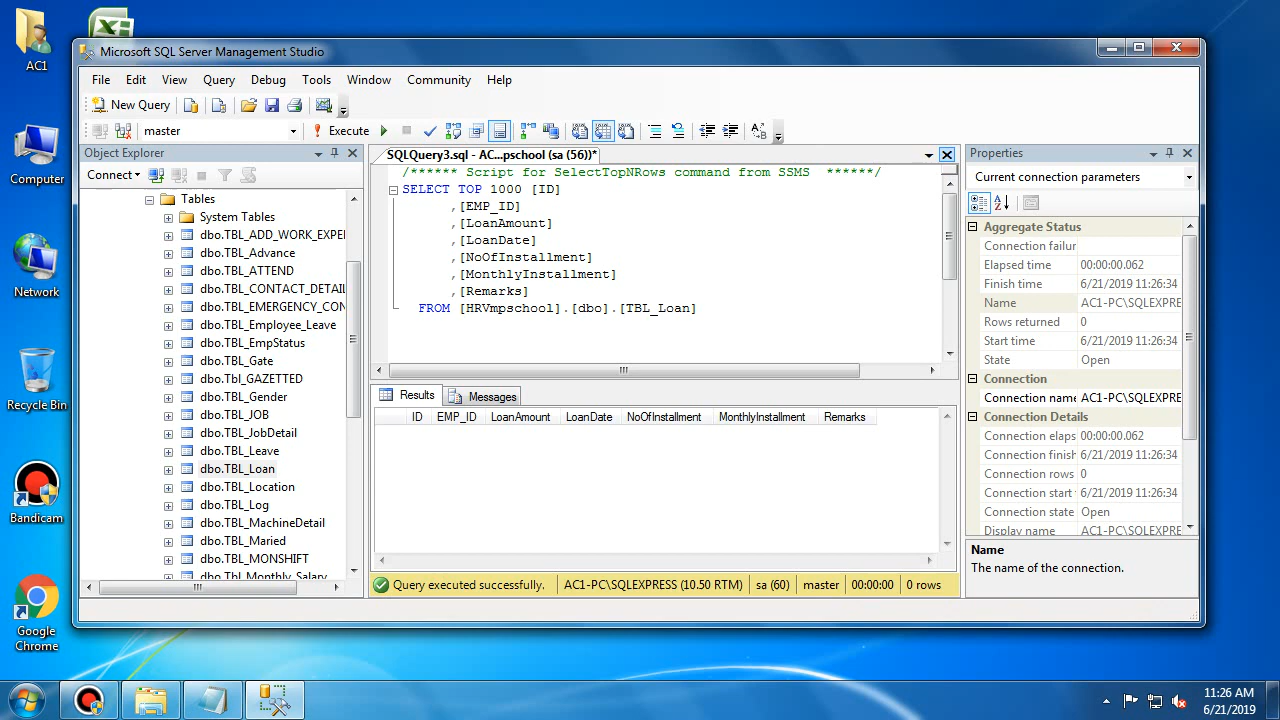 AC1
Computer
Network
Recycle Bin
Bandicam
Google
Chrome
Microsoft SQL Server Management Studio
File Edit View Query Debug Tools Window Community Help
New Query
master Execute
Object Explorer
Connect
Tables
System Tables
dbo.TBL_ADD_WORK_EXPE
dbo.TBL_Advance
dbo.TBL_ATTEND
dbo.TBL_CONTACT_DETAIL
dbo.TBL_EMERGENCY_CON
dbo.TBL_Employee_Leave
dbo.TBL_EmpStatus
dbo.TBL_Gate
dbo.Tbl_GAZETTED
dbo.TBL_Gender
dbo.TBL_JOB
dbo.TBL_JobDetail
dbo.TBL_Leave
dbo.TBL_Loan
dbo.TBL_Location
dbo.TBL_Log
dbo.TBL_MachineDetail
dbo.TBL_Maried
dbo.TBL_MONSHIFT
dbo.Tbl_Monthly_Salary
SQLQuery3.sql - AC...pschool (sa (56))*
/****** Script for SelectTopNRows command from SSMS ******/
SELECT TOP 1000 [ID]
,[EMP_ID]
,[LoanAmount]
,[LoanDate]
,[NoOfInstallment]
,[MonthlyInstallment]
,[Remarks]
FROM [HRVmpschool].[dbo].[TBL_Loan]
Results Messages
ID EMP_ID LoanAmount LoanDate NoOfInstallment MonthlyInstallment Remarks
Query executed successfully. AC1-PC\SQLEXPRESS (10.50 RTM) sa (60) master 00:00:00 0 rows
Properties
Current connection parameters
Aggregate Status
Connection failur
Elapsed time 00:00:00.062
Finish time 6/21/2019 11:26:34
Name AC1-PC\SQLEXPRE
Rows returned 0
Start time 6/21/2019 11:26:34
State Open
Connection
Connection name AC1-PC\SQLEXPRE
Connection Details
Connection elaps 00:00:00.062
Connection finish 6/21/2019 11:26:34
Connection rows 0
Connection start 6/21/2019 11:26:34
Connection state Open
Display name AC1-PC\SQLEXPRE
Name
The name of the connection.
11:26 AM
6/21/2019